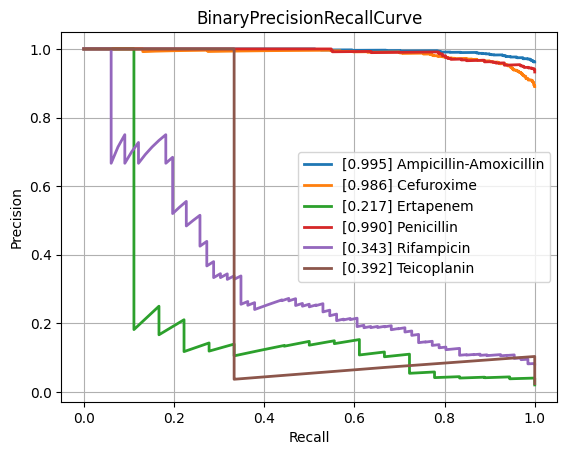 BinaryPrecisionRecallCurve
1.0
0.8
0.6
0.4
0.2
0.0
Precision
[0.995] Ampicillin-Amoxicillin
[0.986] Cefuroxime
[0.217] Ertapenem
[0.990] Penicillin
[0.343] Rifampicin
[0.392] Teicoplanin
0.0 0.2 0.4 0.6 0.8 1.0
Recall